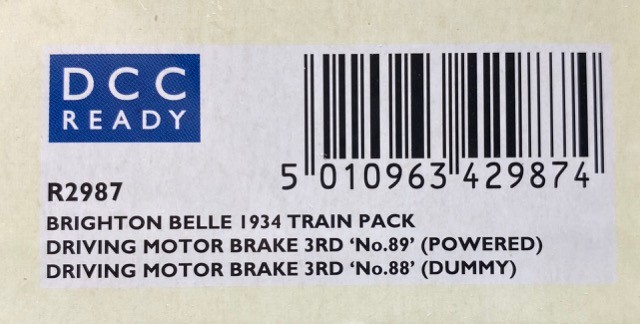 DCC
READY
5 010963 429874
R2987
BRIGHTON BELLE 1934 TRAIN PACK
DRIVING MOTOR BRAKE 3RD ‘No.89’ (POWERED)
DRIVING MOTOR BRAKE 3RD ‘No.88’ (DUMMY)